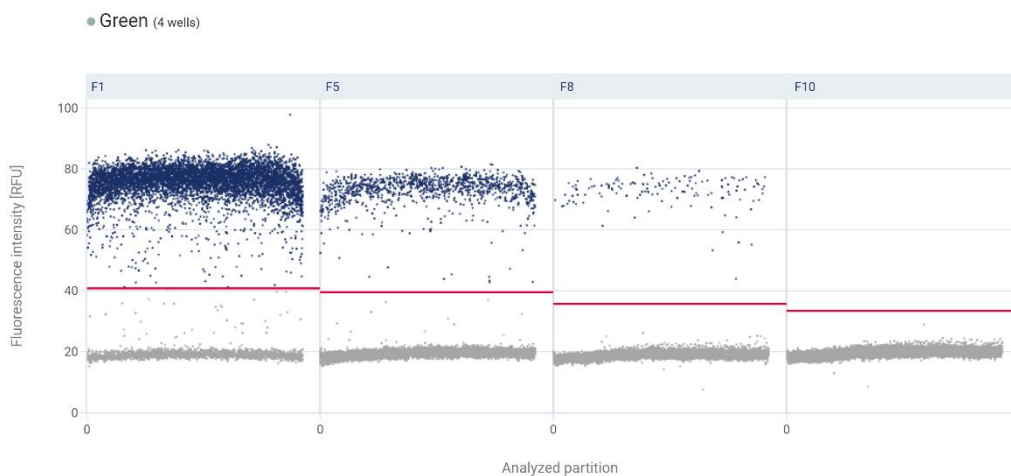 Green (4 wells)
F1 F5 F8 F10
100
80
60
40
20
0
0 0 0 0
Fluorescence intensity [RFU]
Analyzed partition